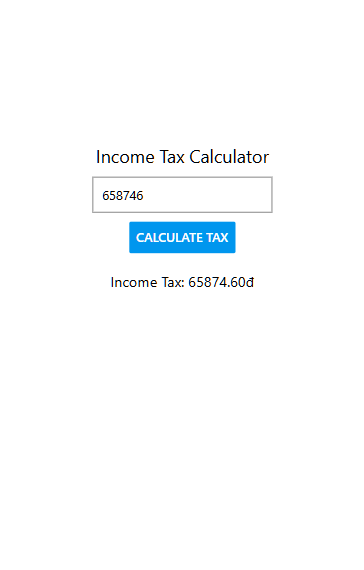 Income Tax Calculator
658746
CALCULATE TAX
Income Tax: 65874.60đ